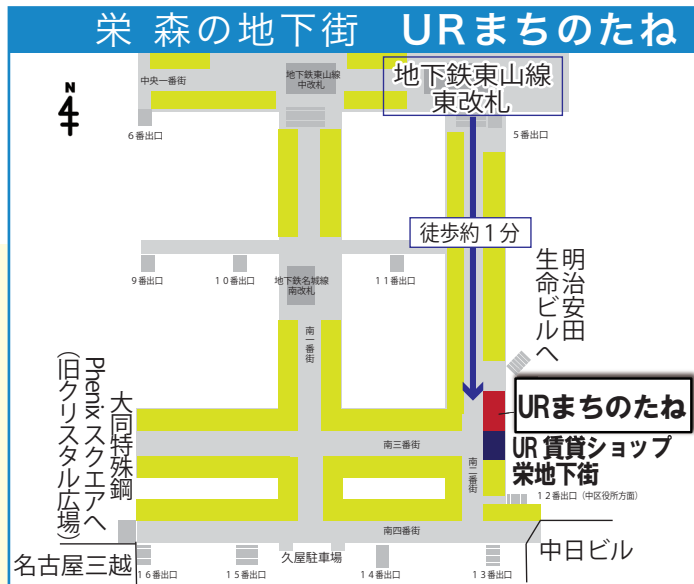 栄 森の地下街 URまちのたね
中央一番街
地下鉄東山線
中改札
地下鉄東山線
東改札
N
6番出口
5番出口
徒歩約1分
9番出口
10番出口
地下鉄名城線
南改札
11番出口
明治安田
生命ビルへ
南一番街
Phenixスクエアへ
(旧クリスタル広場)
大同特殊鋼
URまちのたね
UR賃貸ショップ
栄地下街
南三番街
南二番街
12番出口(中区役所方面)
南四番街
名古屋三越
久屋駐車場
中日ビル
16番出口
15番出口
14番出口
13番出口